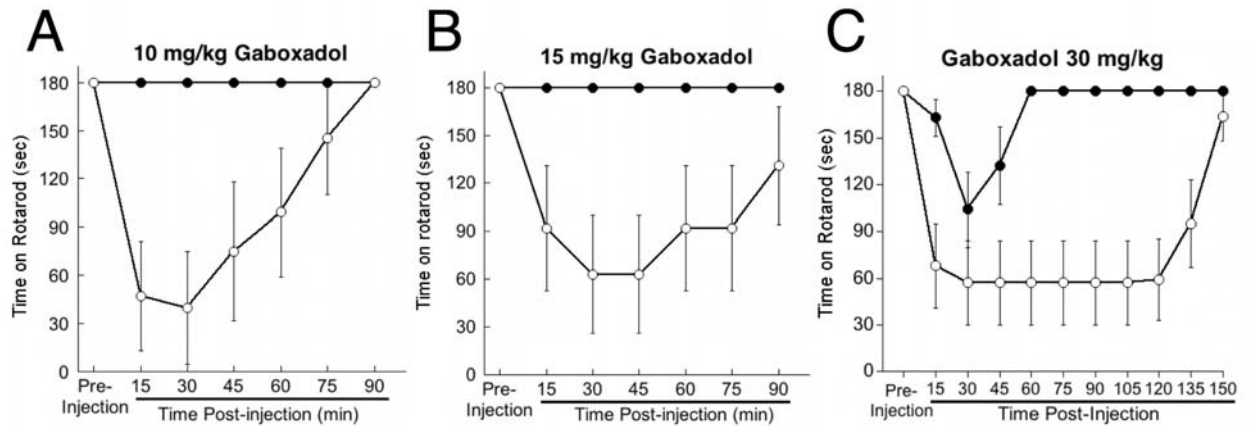 A
10 mg/kg Gaboxadol
Time on Rotarod (sec)
180
150
120
90
60
30
0
Pre-
Injection
15 30 45 60 75 90
Time Post-injection (min)
B
15 mg/kg Gaboxadol
Time on rotarod (sec)
180
150
120
90
60
30
0
Pre-
Injection
15 30 45 60 75 90
Time Post-injection (min)
C
Gaboxadol 30 mg/kg
Time on Rotarod (sec)
180
150
120
90
60
30
0
Pre-
Injection
15 30 45 60 75 90 105 120 135 150
Time Post-Injection